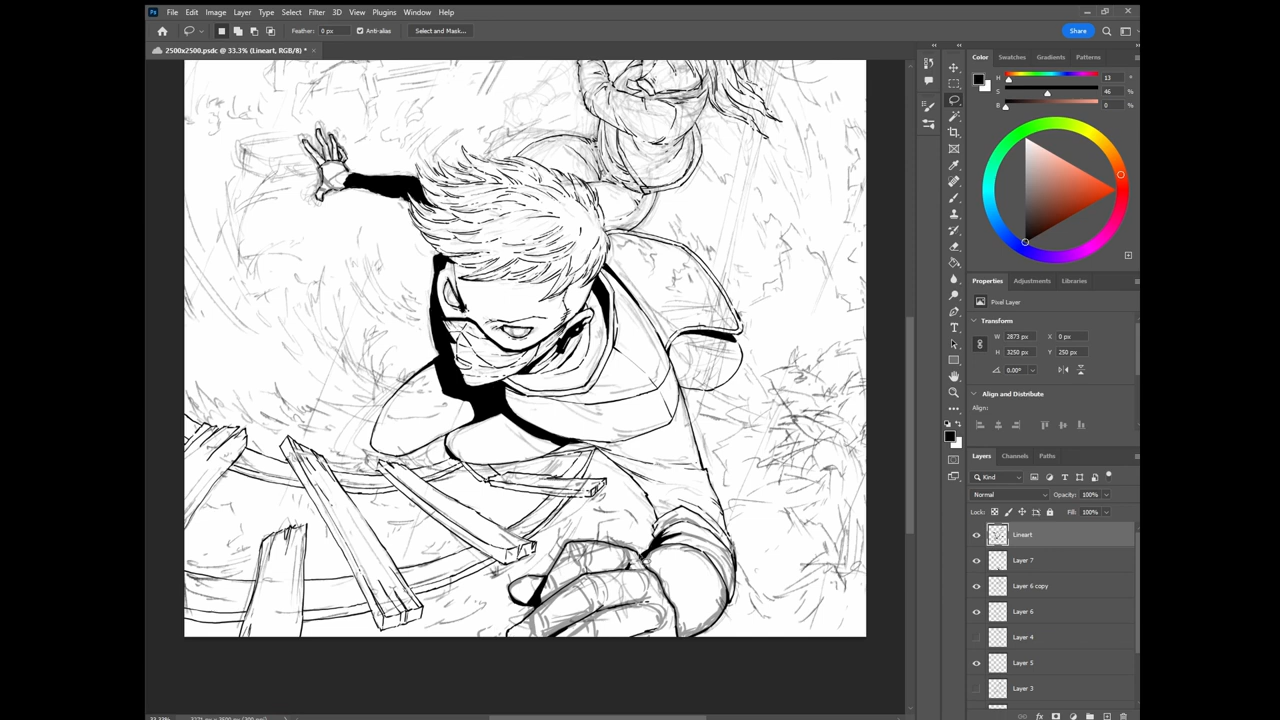 Ps File Edit Image Layer Type Select Filter 3D View Plugins Window Help
Feather: 0 px Anti-alias Select and Mask... Share
2500x2500.psdc @ 33.3% (Lineart, RGB/8) * ×
Color Swatches Gradients Patterns
H 13 °
S 46 %
B 0 %
Properties Adjustments Libraries
Pixel Layer
Transform
W 2873 px X 0 px
H 3250 px Y 250 px
0.00°
Align and Distribute
Align:
Layers Channels Paths
Kind
Normal Opacity: 100%
Lock: Fill: 100%
Lineart
Layer 7
Layer 6 copy
Layer 6
Layer 4
Layer 5
Layer 3
fx